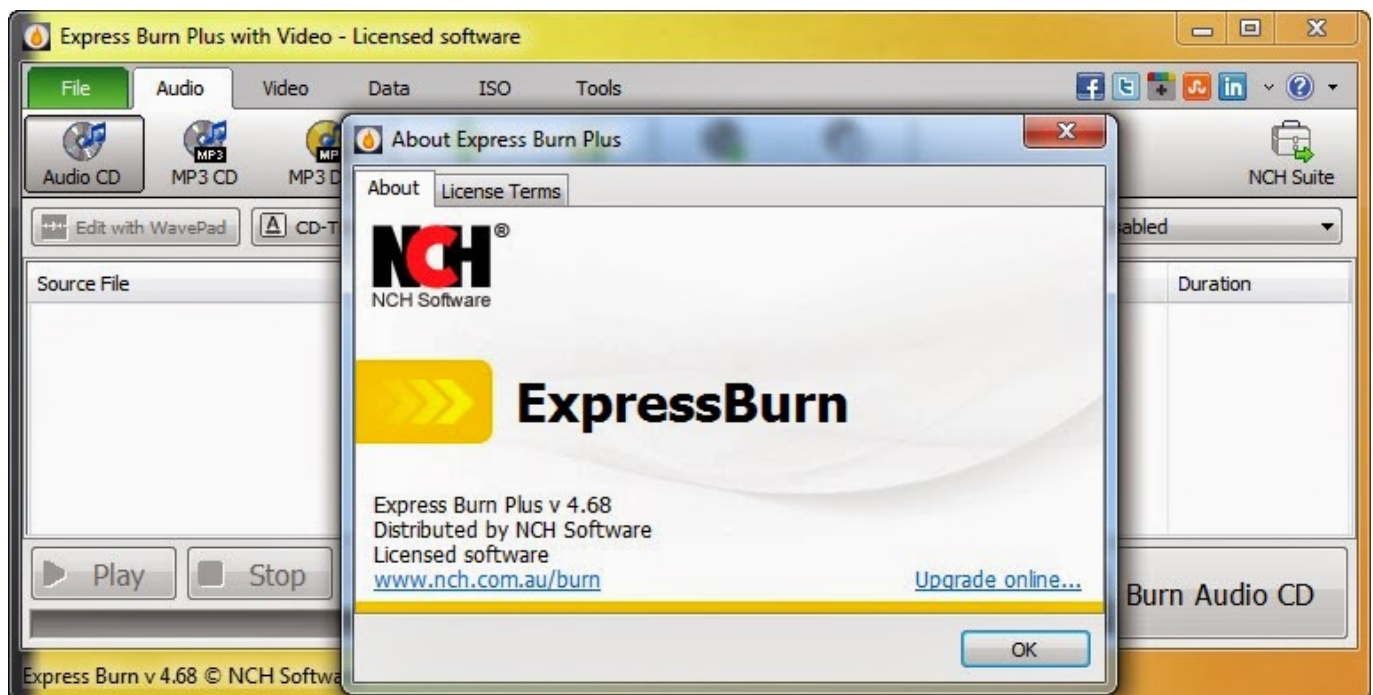 Express Burn Plus with Video - Licensed software
File Audio Video Data ISO Tools
Audio CD MP3 CD MP3 NCH Suite
Edit with WavePad CD-T
Source File Duration
About Express Burn Plus
About License Terms
NCH®
NCH Software
ExpressBurn
Express Burn Plus v 4.68
Distributed by NCH Software
Licensed software
www.nch.com.au/burn Upgrade online...
Play Stop Burn Audio CD
OK
Express Burn v 4.68 © NCH Softwa